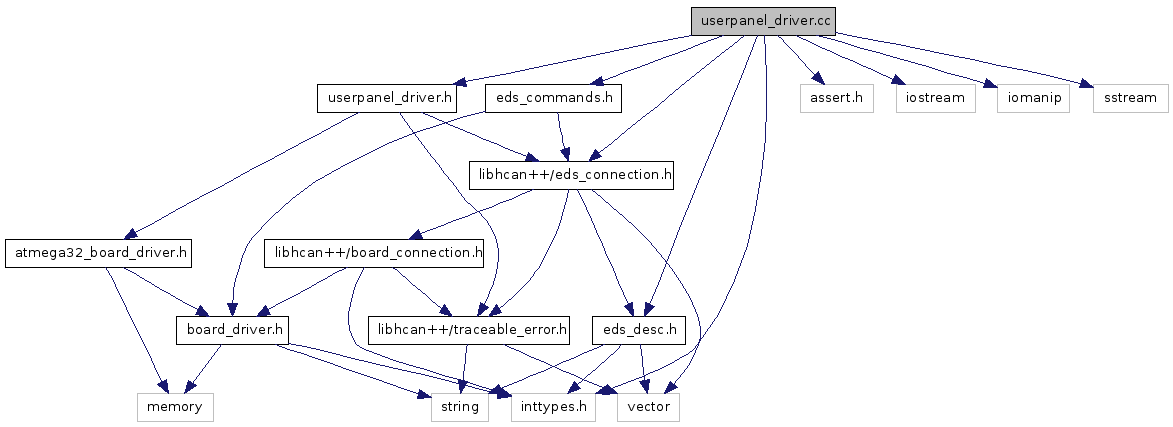 userpanel_driver.cc
userpanel_driver.h
eds_commands.h
assert.h
iostream
iomanip
sstream
libhcan++/eds_connection.h
atmega32_board_driver.h
libhcan++/board_connection.h
board_driver.h
libhcan++/traceable_error.h
eds_desc.h
memory
string
inttypes.h
vector